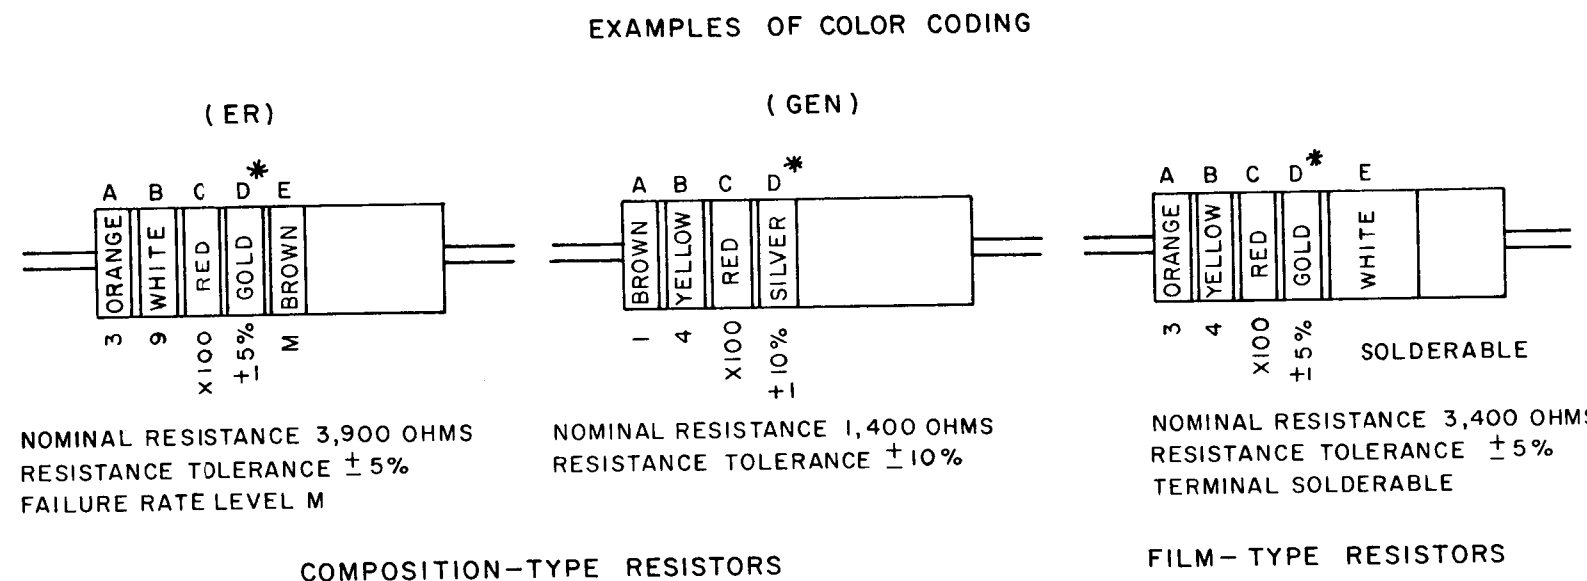 EXAMPLES OF COLOR CODING
(ER)
A B C D* E
ORANGE WHITE RED GOLD BROWN
3 9 X100 ±5% M
NOMINAL RESISTANCE 3,900 OHMS
RESISTANCE TOLERANCE ± 5%
FAILURE RATE LEVEL M
(GEN)
A B C D*
BROWN YELLOW RED SILVER
1 4 X100 ±10%
NOMINAL RESISTANCE 1,400 OHMS
RESISTANCE TOLERANCE ±10%
COMPOSITION-TYPE RESISTORS
A B C D* E
ORANGE YELLOW RED GOLD WHITE
3 4 X100 ±5% SOLDERABLE
NOMINAL RESISTANCE 3,400 OHMS
RESISTANCE TOLERANCE ±5%
TERMINAL SOLDERABLE
FILM-TYPE RESISTORS